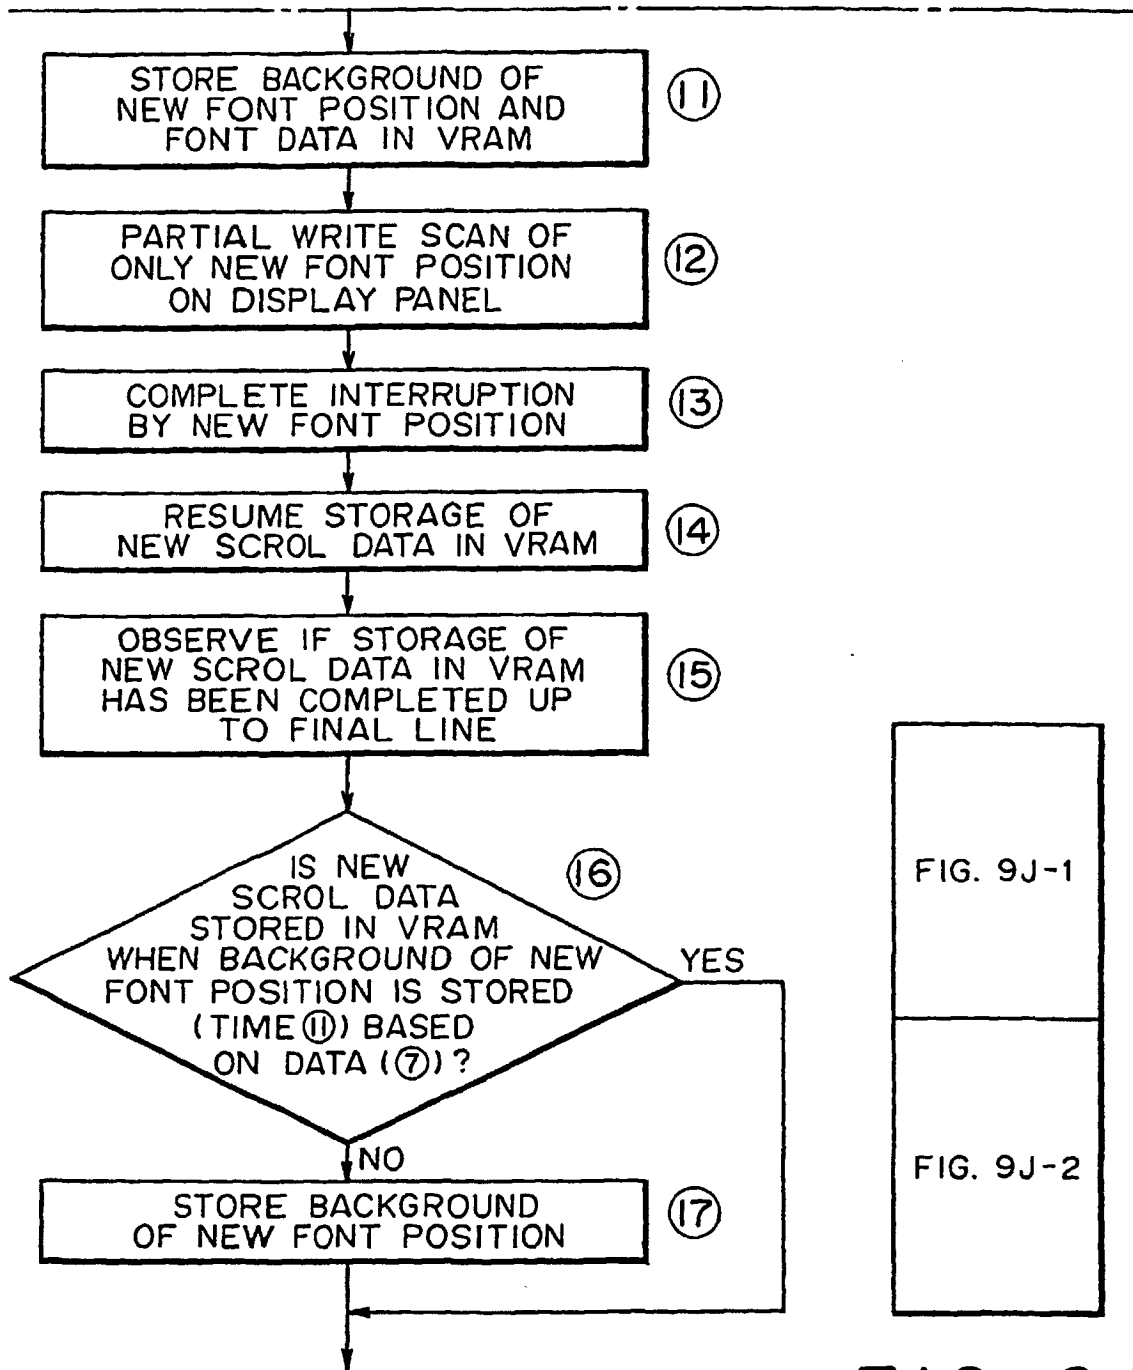 STORE BACKGROUND OF
NEW FONT POSITION AND
FONT DATA IN VRAM
⑪
PARTIAL WRITE SCAN OF
ONLY NEW FONT POSITION
ON DISPLAY PANEL
⑫
COMPLETE INTERRUPTION
BY NEW FONT POSITION
⑬
RESUME STORAGE OF
NEW SCROL DATA IN VRAM
⑭
OBSERVE IF STORAGE OF
NEW SCROL DATA IN VRAM
HAS BEEN COMPLETED UP
TO FINAL LINE
⑮
IS NEW
SCROL DATA
STORED IN VRAM
WHEN BACKGROUND OF NEW
FONT POSITION IS STORED
(TIME ⑪) BASED
ON DATA (⑦)?
⑯
YES
NO
STORE BACKGROUND
OF NEW FONT POSITION
⑰
FIG. 9J-1
FIG. 9J-2